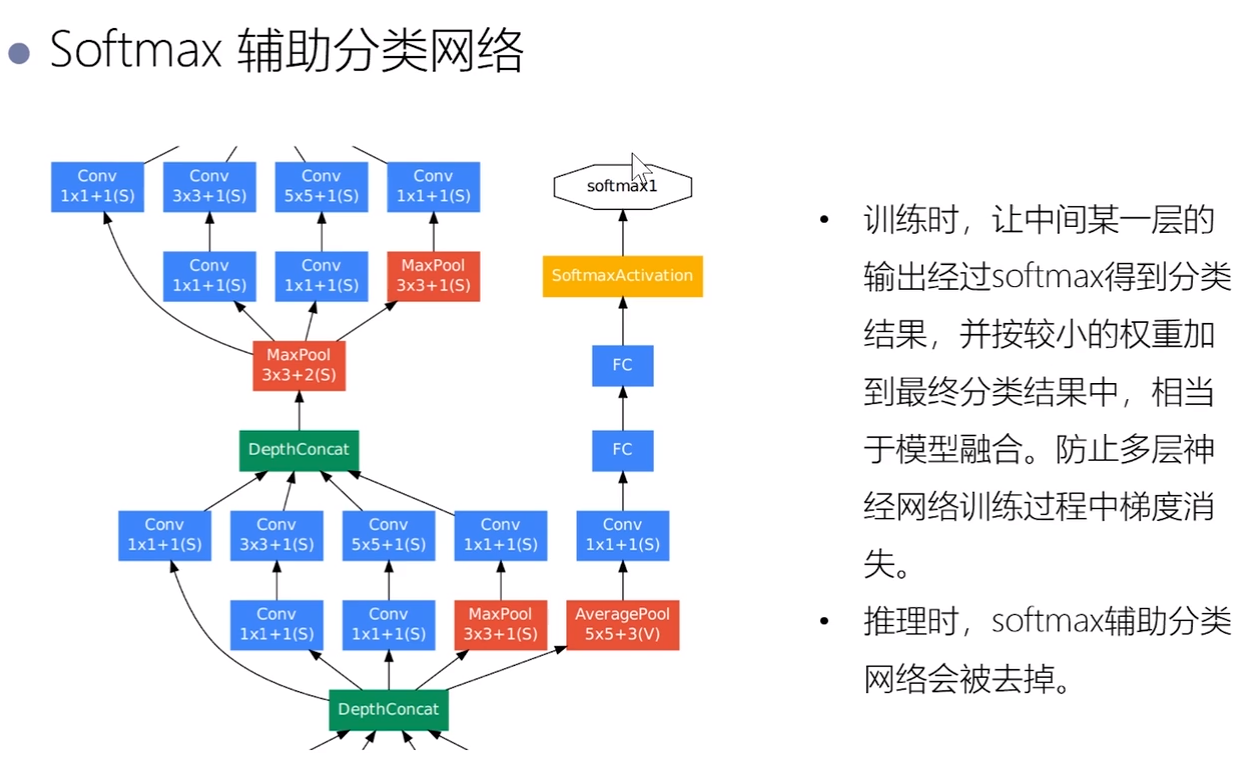 Softmax 辅助分类网络
Conv
1x1+1(S)
Conv
3x3+1(S)
Conv
5x5+1(S)
Conv
1x1+1(S)
softmax1
Conv
1x1+1(S)
Conv
1x1+1(S)
MaxPool
3x3+1(S)
SoftmaxActivation
MaxPool
3x3+2(S)
FC
DepthConcat
FC
Conv
1x1+1(S)
Conv
3x3+1(S)
Conv
5x5+1(S)
Conv
1x1+1(S)
Conv
1x1+1(S)
Conv
1x1+1(S)
Conv
1x1+1(S)
MaxPool
3x3+1(S)
AveragePool
5x5+3(V)
DepthConcat
• 训练时，让中间某一层的
输出经过softmax得到分类
结果，并按较小的权重加
到最终分类结果中，相当
于模型融合。防止多层神
经网络训练过程中梯度消
失。
• 推理时，softmax辅助分类
网络会被去掉。